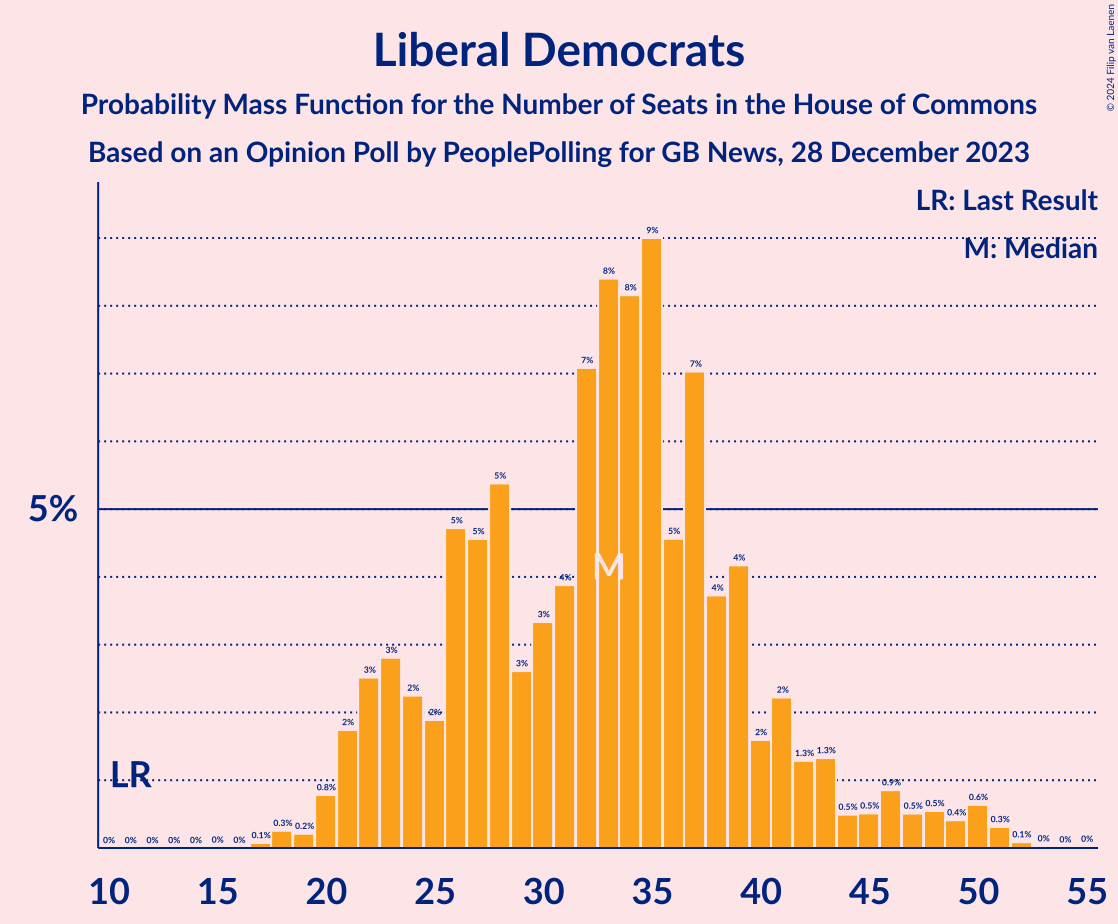 Liberal Democrats
Probability Mass Function for the Number of Seats in the House of Commons
Based on an Opinion Poll by PeoplePolling for GB News, 28 December 2023
© 2024 Filip van Laenen
LR: Last Result
M: Median
5%
LR
M
0% 0% 0% 0% 0% 0% 0% 0.1% 0.3% 0.2% 0.8% 2% 3% 3% 2% 2% 5% 5% 5% 3% 3% 4% 7% 8% 8% 9% 5% 7% 4% 4% 2% 2% 1.3% 1.3% 0.5% 0.5% 0.9% 0.5% 0.5% 0.4% 0.6% 0.3% 0.1% 0% 0% 0%
10 15 20 25 30 35 40 45 50 55